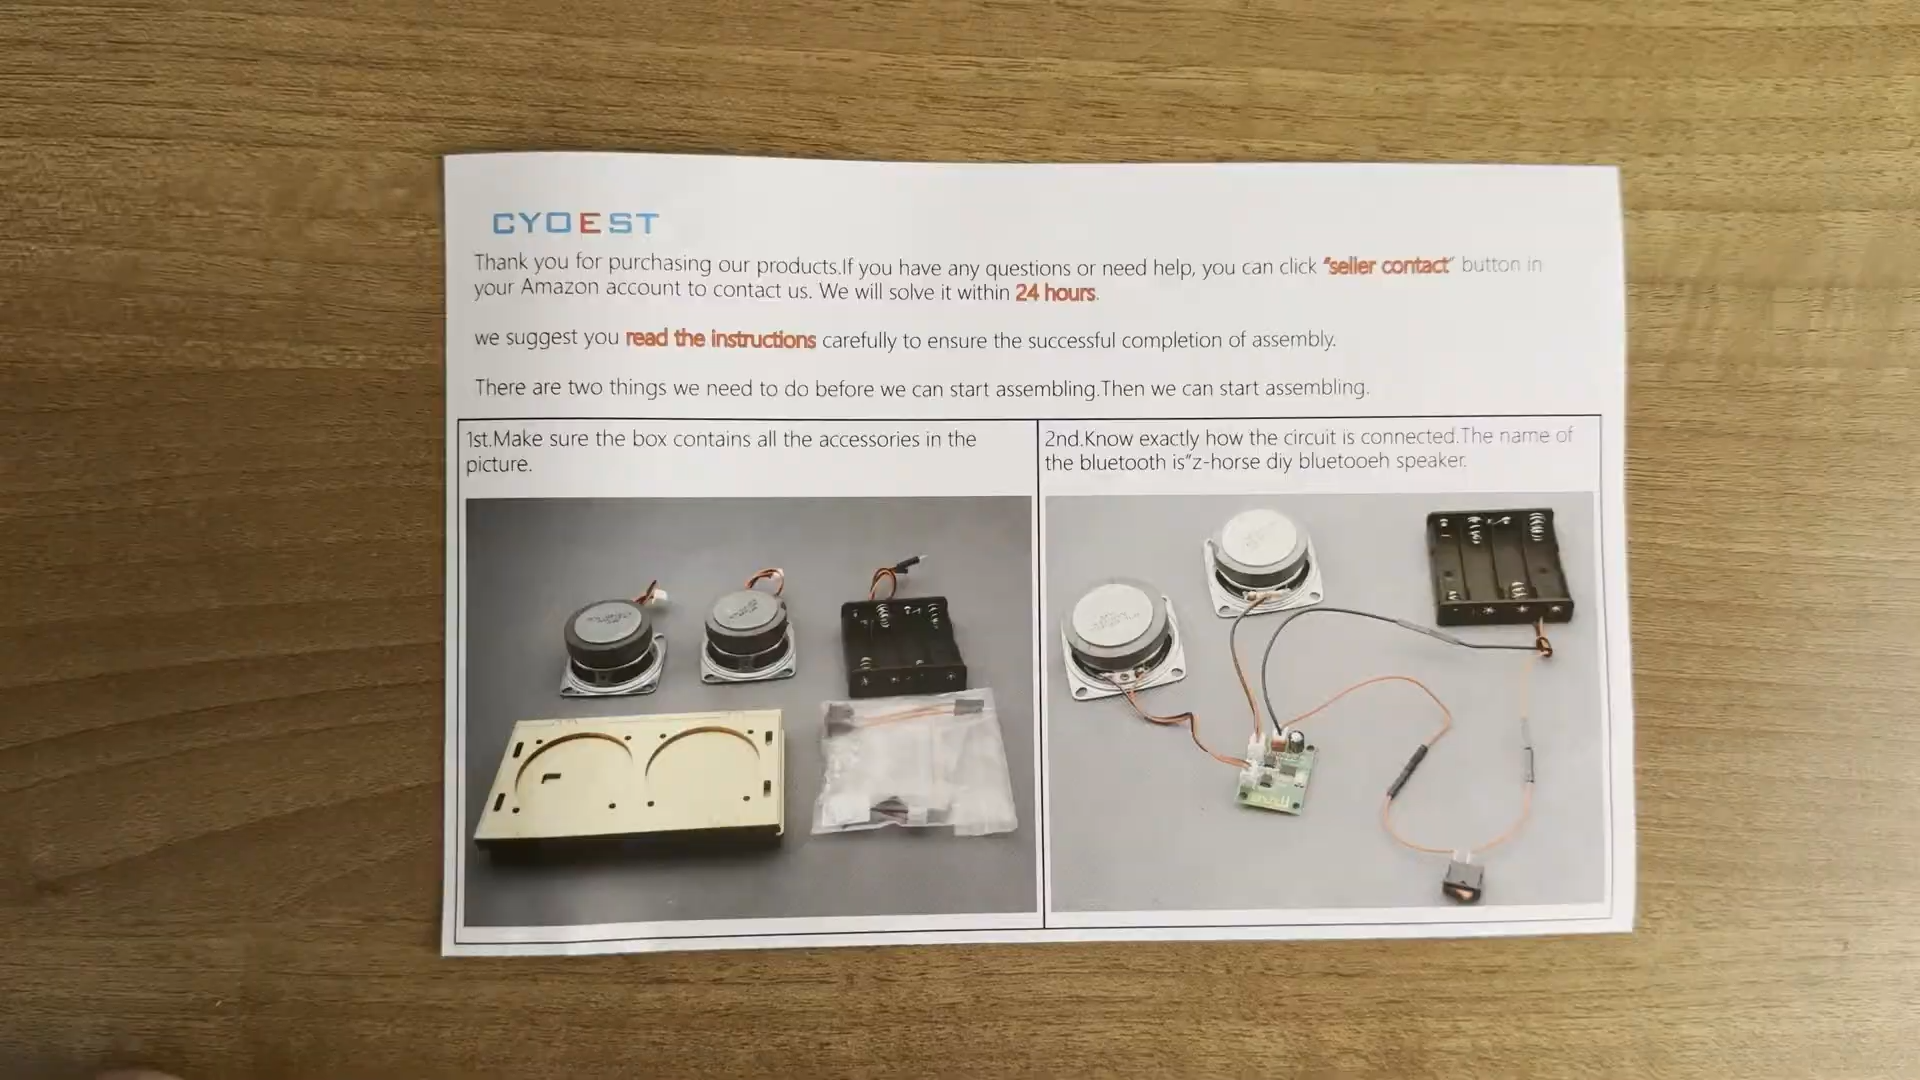 CYOEST
Thank you for purchasing our products.If you have any questions or need help, you can click "seller contact" button in
your Amazon account to contact us. We will solve it within 24 hours.
we suggest you read the instructions carefully to ensure the successful completion of assembly.
There are two things we need to do before we can start assembling.Then we can start assembling.
1st.Make sure the box contains all the accessories in the
picture.
2nd.Know exactly how the circuit is connected.The name of
the bluetooth is"z-horse diy bluetooeh speaker.